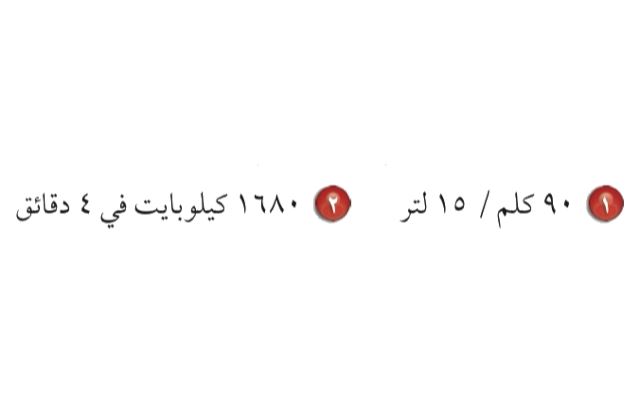 ١ ٩٠ كلم / ١٥ لتر ٢ ١٦٨٠ كيلوبايت في ٤ دقائق